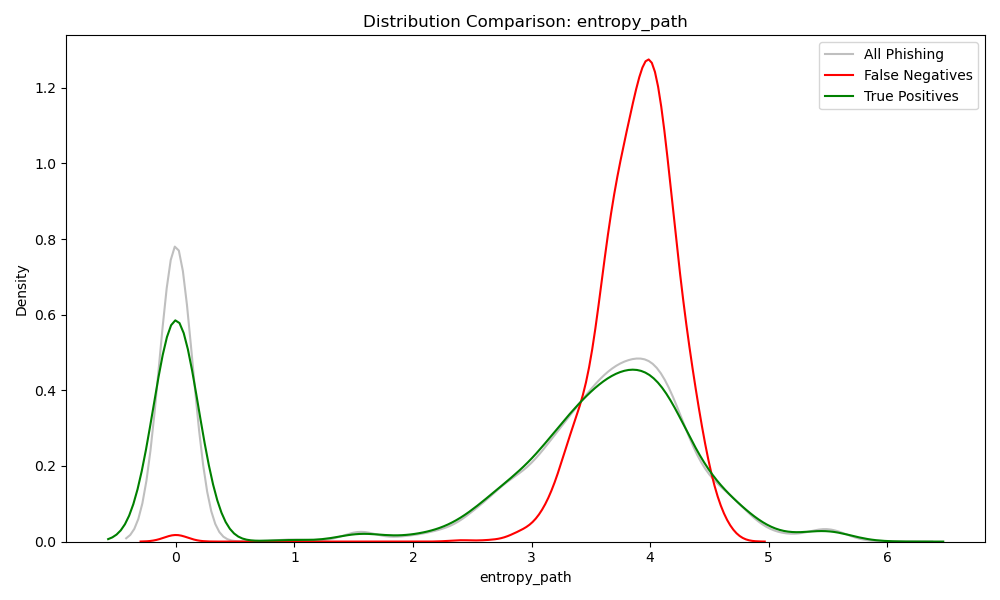 Distribution Comparison: entropy_path
All Phishing
False Negatives
True Positives
Density
1.2
1.0
0.8
0.6
0.4
0.2
0.0
0 1 2 3 4 5 6
entropy_path